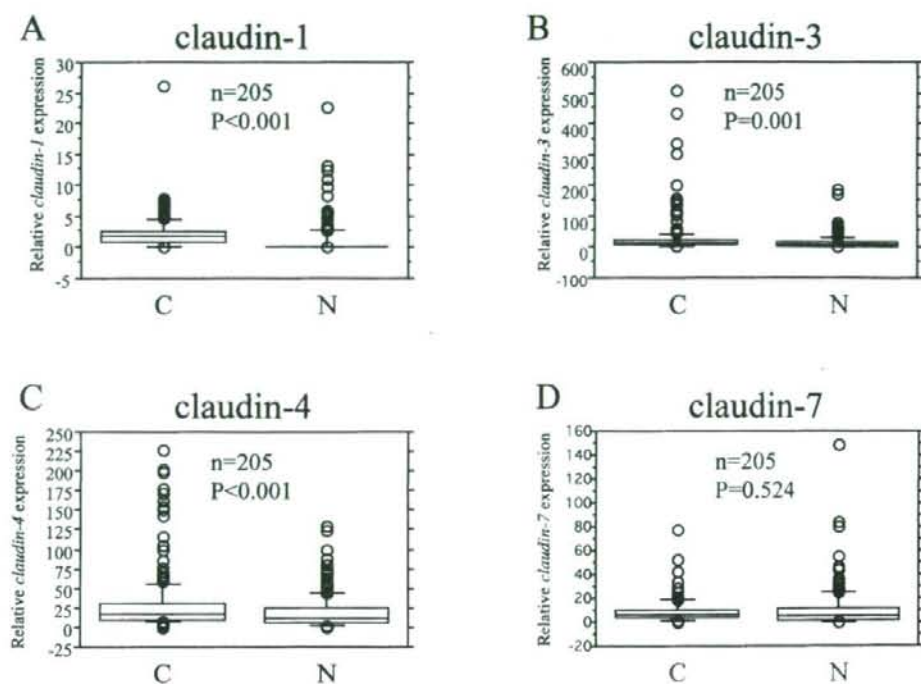 A
claudin-1
Relative claudin-1 expression
30
25
20
15
10
5
0
-5
n=205
P<0.001
C
N
B
claudin-3
Relative claudin-3 expression
600
500
400
300
200
100
0
-100
n=205
P=0.001
C
N
C
claudin-4
Relative claudin-4 expression
250
225
200
175
150
125
100
75
50
25
0
-25
n=205
P<0.001
C
N
D
claudin-7
Relative claudin-7 expression
160
140
120
100
80
60
40
20
0
-20
n=205
P=0.524
C
N